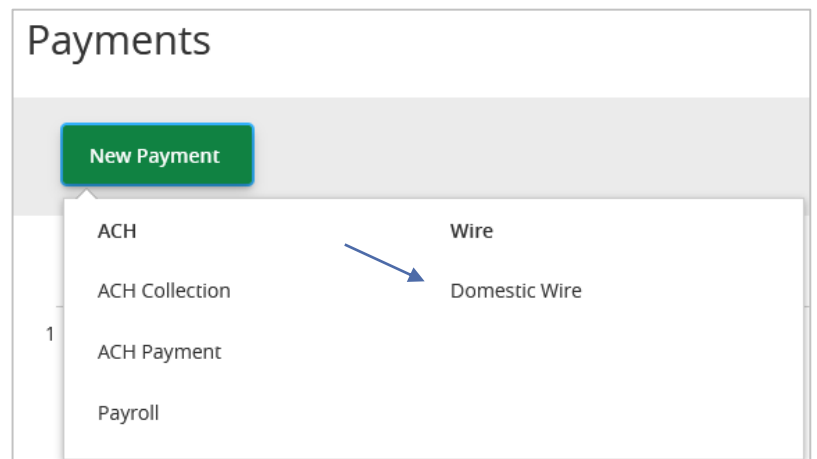 Payments
New Payment
ACH
Wire
ACH Collection
Domestic Wire
1
ACH Payment
Payroll